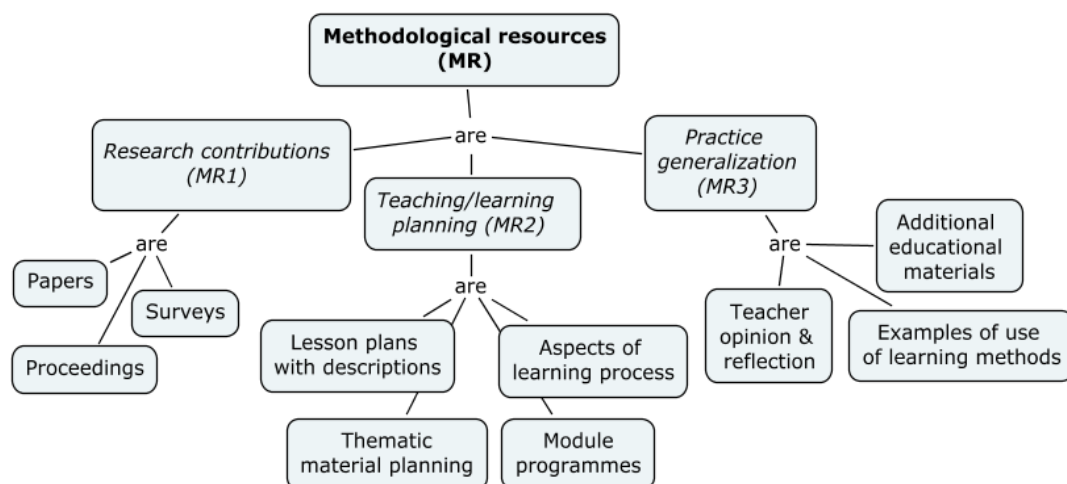 Methodological resources
(MR)
are
Research contributions
(MR1)
Teaching/learning
planning (MR2)
Practice
generalization
(MR3)
are
Papers
Surveys
Proceedings
are
Lesson plans
with descriptions
Aspects of
learning process
Thematic
material planning
Module
programmes
are
Additional
educational
materials
Teacher
opinion &
reflection
Examples of use
of learning methods